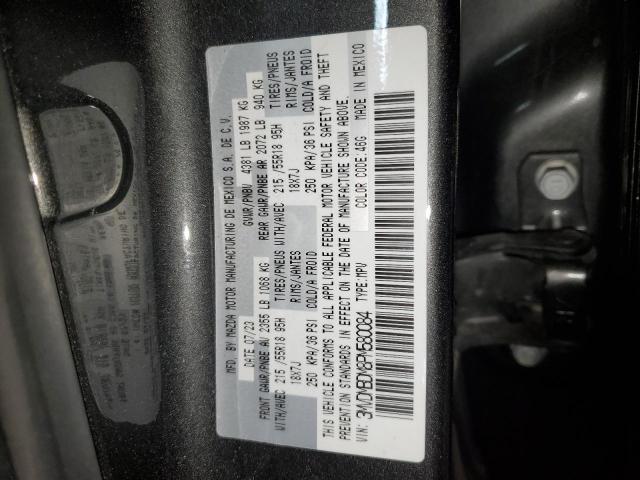 MFD. BY MAZDA MOTOR MANUFACTURING DE MEXICO S.A. DE C.V.
DATE 07/23 GVWR/PNBV 4381 LB 1987 KG
FRONT GAWR/PNBE AV 2355 LB 1068 KG REAR GAWR/PNBE AR 2072 LB 940 KG
WITH/AVEC 215 /55R18 95H TIRES/PNEUS WITH/AVEC 215 /55R18 95H TIRES/PNEUS
18X7J RIMS/JANTES 18X7J RIMS/JANTES
250 KPA/36 PSI COLD/A FROID 250 KPA/36 PSI COLD/A FROID
THIS VEHICLE CONFORMS TO ALL APPLICABLE FEDERAL MOTOR VEHICLE SAFETY AND THEFT
PREVENTION STANDARDS IN EFFECT ON THE DATE OF MANUFACTURE SHOWN ABOVE.
VIN: 3MVDMBDM8PM580084 TYPE:MPV COLOR CODE:46G MADE IN MEXICO